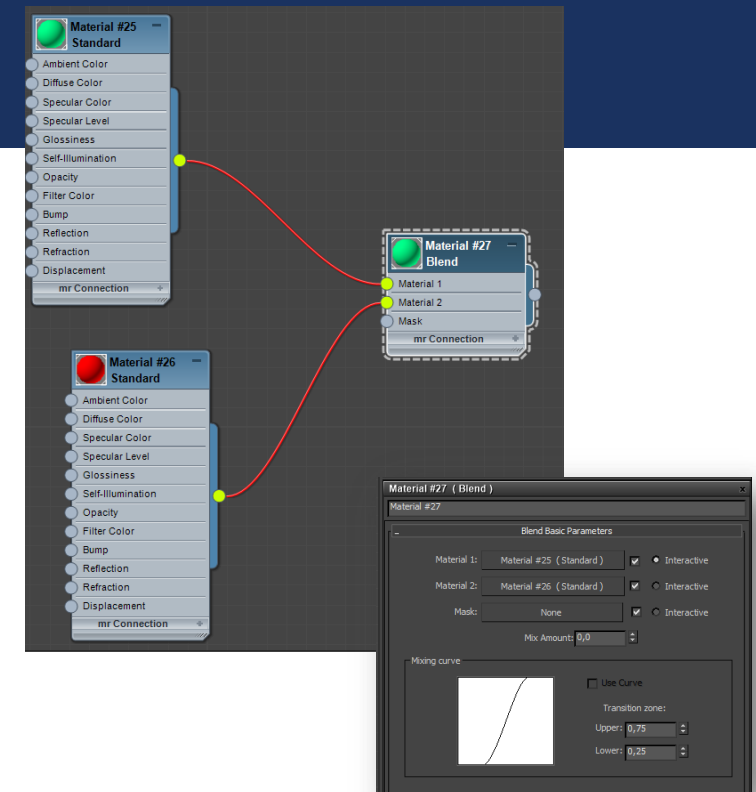 Material #25
Standard
Ambient Color
Diffuse Color
Specular Color
Specular Level
Glossiness
Self-Illumination
Opacity
Filter Color
Bump
Reflection
Refraction
Displacement
mr Connection
Material #27
Blend
Material 1
Material 2
Mask
mr Connection
Material #26
Standard
Ambient Color
Diffuse Color
Specular Color
Specular Level
Glossiness
Self-Illumination
Opacity
Filter Color
Bump
Reflection
Refraction
Displacement
mr Connection
Material #27 ( Blend )
Material #27
Blend Basic Parameters
Material 1: Material #25 ( Standard ) Interactive
Material 2: Material #26 ( Standard ) Interactive
Mask: None Interactive
Mix Amount: 0,0
Mixing curve
Use Curve
Transition zone:
Upper: 0,75
Lower: 0,25